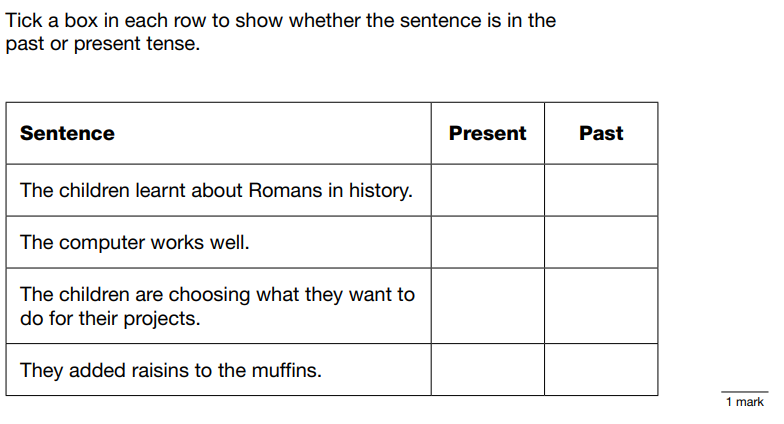 Tick a box in each row to show whether the sentence is in the
past or present tense.
Sentence Present Past
The children learnt about Romans in history.
The computer works well.
The children are choosing what they want to
do for their projects.
They added raisins to the muffins.
1 mark